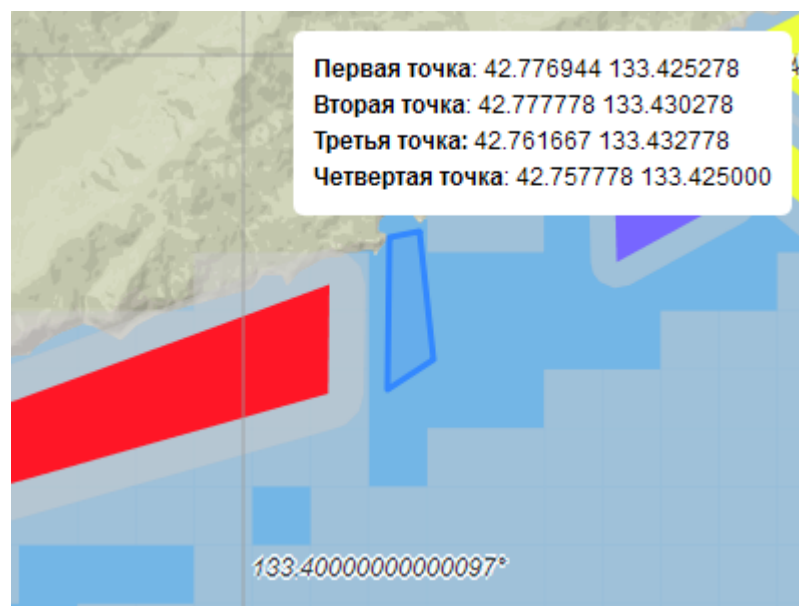 Первая точка: 42.776944 133.425278
Вторая точка: 42.777778 133.430278
Третья точка: 42.761667 133.432778
Четвертая точка: 42.757778 133.425000
133.40000000000097°